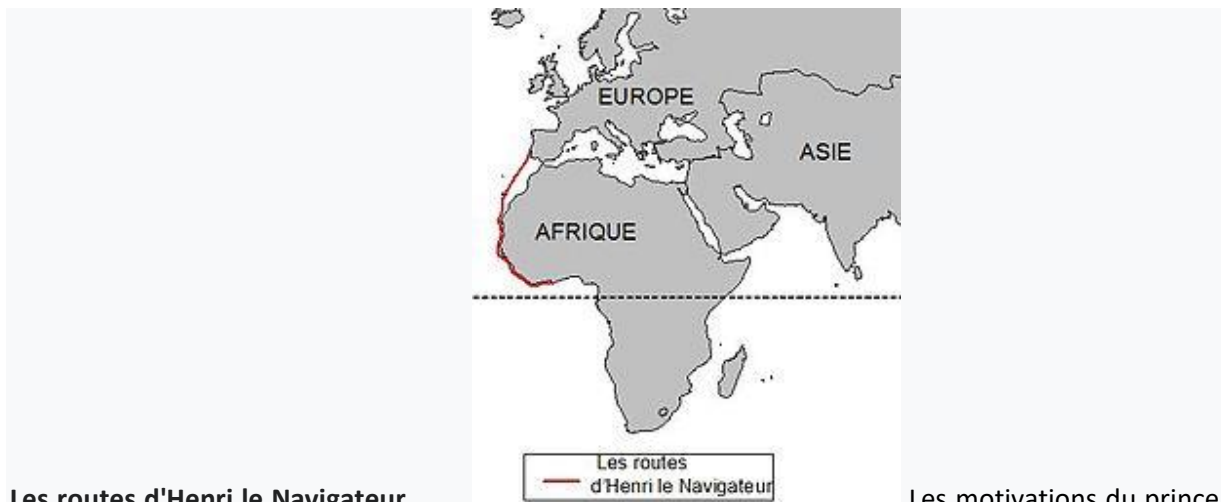 EUROPE
ASIE
AFRIQUE
Les routes
d'Henri le Navigateur
Les routes d'Henri le Navigateur Les motivations du prince